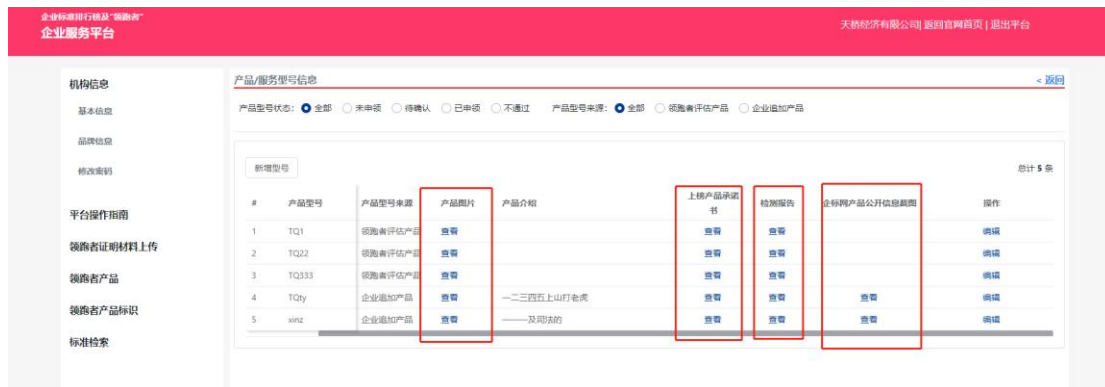 企业标准排行榜及“领跑者”
企业服务平台
天桥经济有限公司| 返回官网首页 | 退出平台
机构信息
基本信息
品牌信息
修改密码
平台操作指南
领跑者证明材料上传
领跑者产品
领跑者产品标识
标准检索
产品/服务型号信息
< 返回
产品型号状态: 全部 未申领 待确认 已申领 不通过 产品型号来源: 全部 领跑者评估产品 企业追加产品
新增型号
总计 5 条
# 产品型号 产品型号来源 产品图片 产品介绍 上榜产品承诺书 检测报告 企标网产品公开信息截图 操作
1 TQ1 领跑者评估产品 查看 查看 查看 编辑
2 TQ22 领跑者评估产品 查看 查看 查看 编辑
3 TQ333 领跑者评估产品 查看 查看 查看 编辑
4 TQty 企业追加产品 查看 一二三四五上山打老虎 查看 查看 查看 编辑
5 xinz 企业追加产品 查看 ———及司法的 查看 查看 查看 编辑